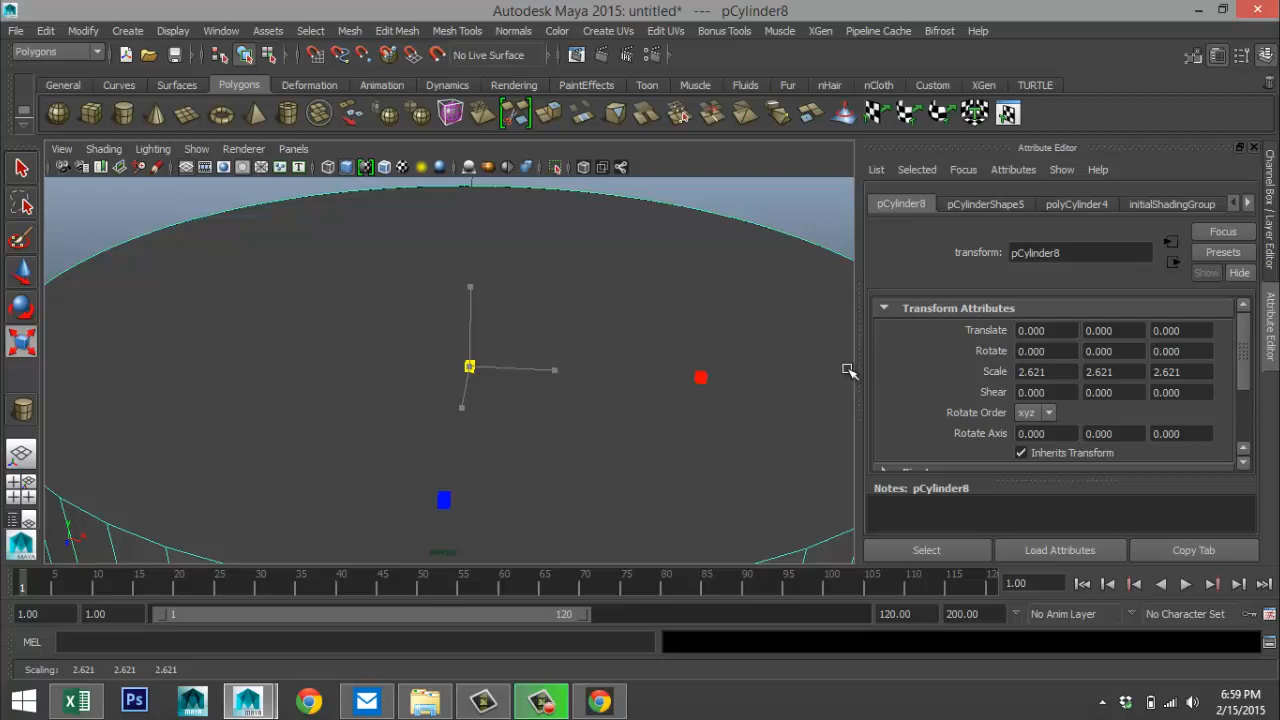 Autodesk Maya 2015: untitled* --- pCylinder8
File Edit Modify Create Display Window Assets Select Mesh Edit Mesh Mesh Tools Normals Color Create UVs Edit UVs Bonus Tools Muscle XGen Pipeline Cache Bifrost Help
Polygons No Live Surface
General Curves Surfaces Polygons Deformation Animation Dynamics Rendering PaintEffects Toon Muscle Fluids Fur nHair nCloth Custom XGen TURTLE
View Shading Lighting Show Renderer Panels
Attribute Editor
List Selected Focus Attributes Show Help
pCylinder8 pCylinderShape5 polyCylinder4 initialShadingGroup
Focus
transform: pCylinder8 Presets
Show Hide
Transform Attributes
Translate 0.000 0.000 0.000
Rotate 0.000 0.000 0.000
Scale 2.621 2.621 2.621
Shear 0.000 0.000 0.000
Rotate Order xyz
Rotate Axis 0.000 0.000 0.000
Inherits Transform
Notes: pCylinder8
Select Load Attributes Copy Tab
Channel Box / Layer Editor
Attribute Editor
persp
MAYA
1 5 10 15 20 25 30 35 40 45 50 55 60 65 70 75 80 85 90 95 100 105 110 115 12
1.00
1.00 1.00 1 120 120.00 200.00 No Anim Layer No Character Set
MEL
Scaling: 2.621 2.621 2.621
6:59 PM
2/15/2015